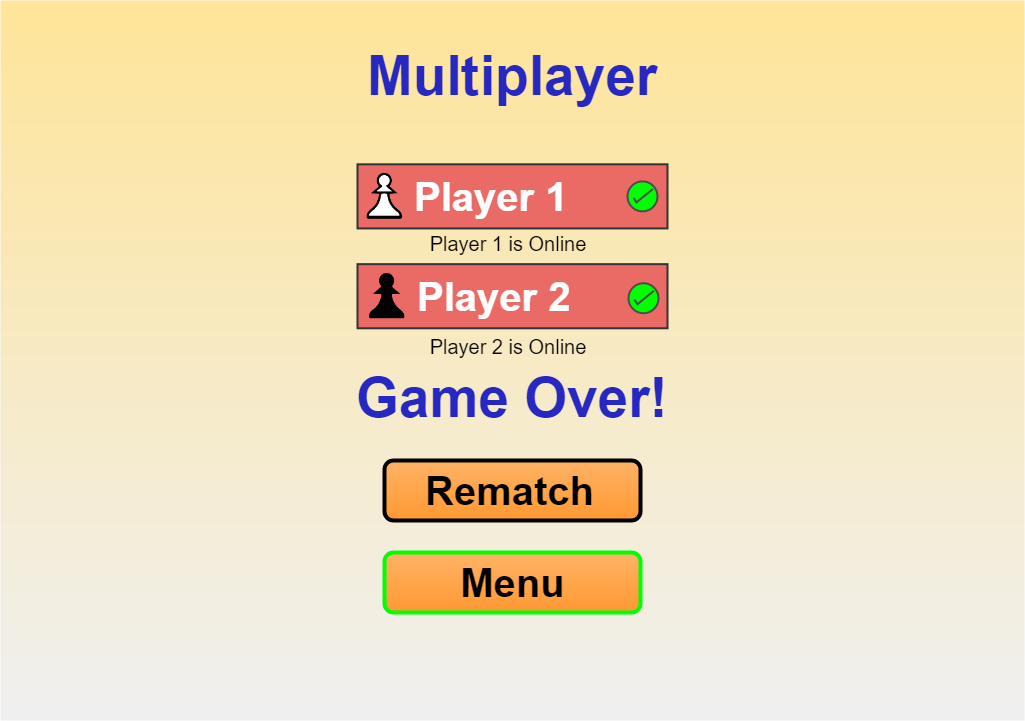 Multiplayer
Player 1
Player 1 is Online
Player 2
Player 2 is Online
Game Over!
Rematch
Menu